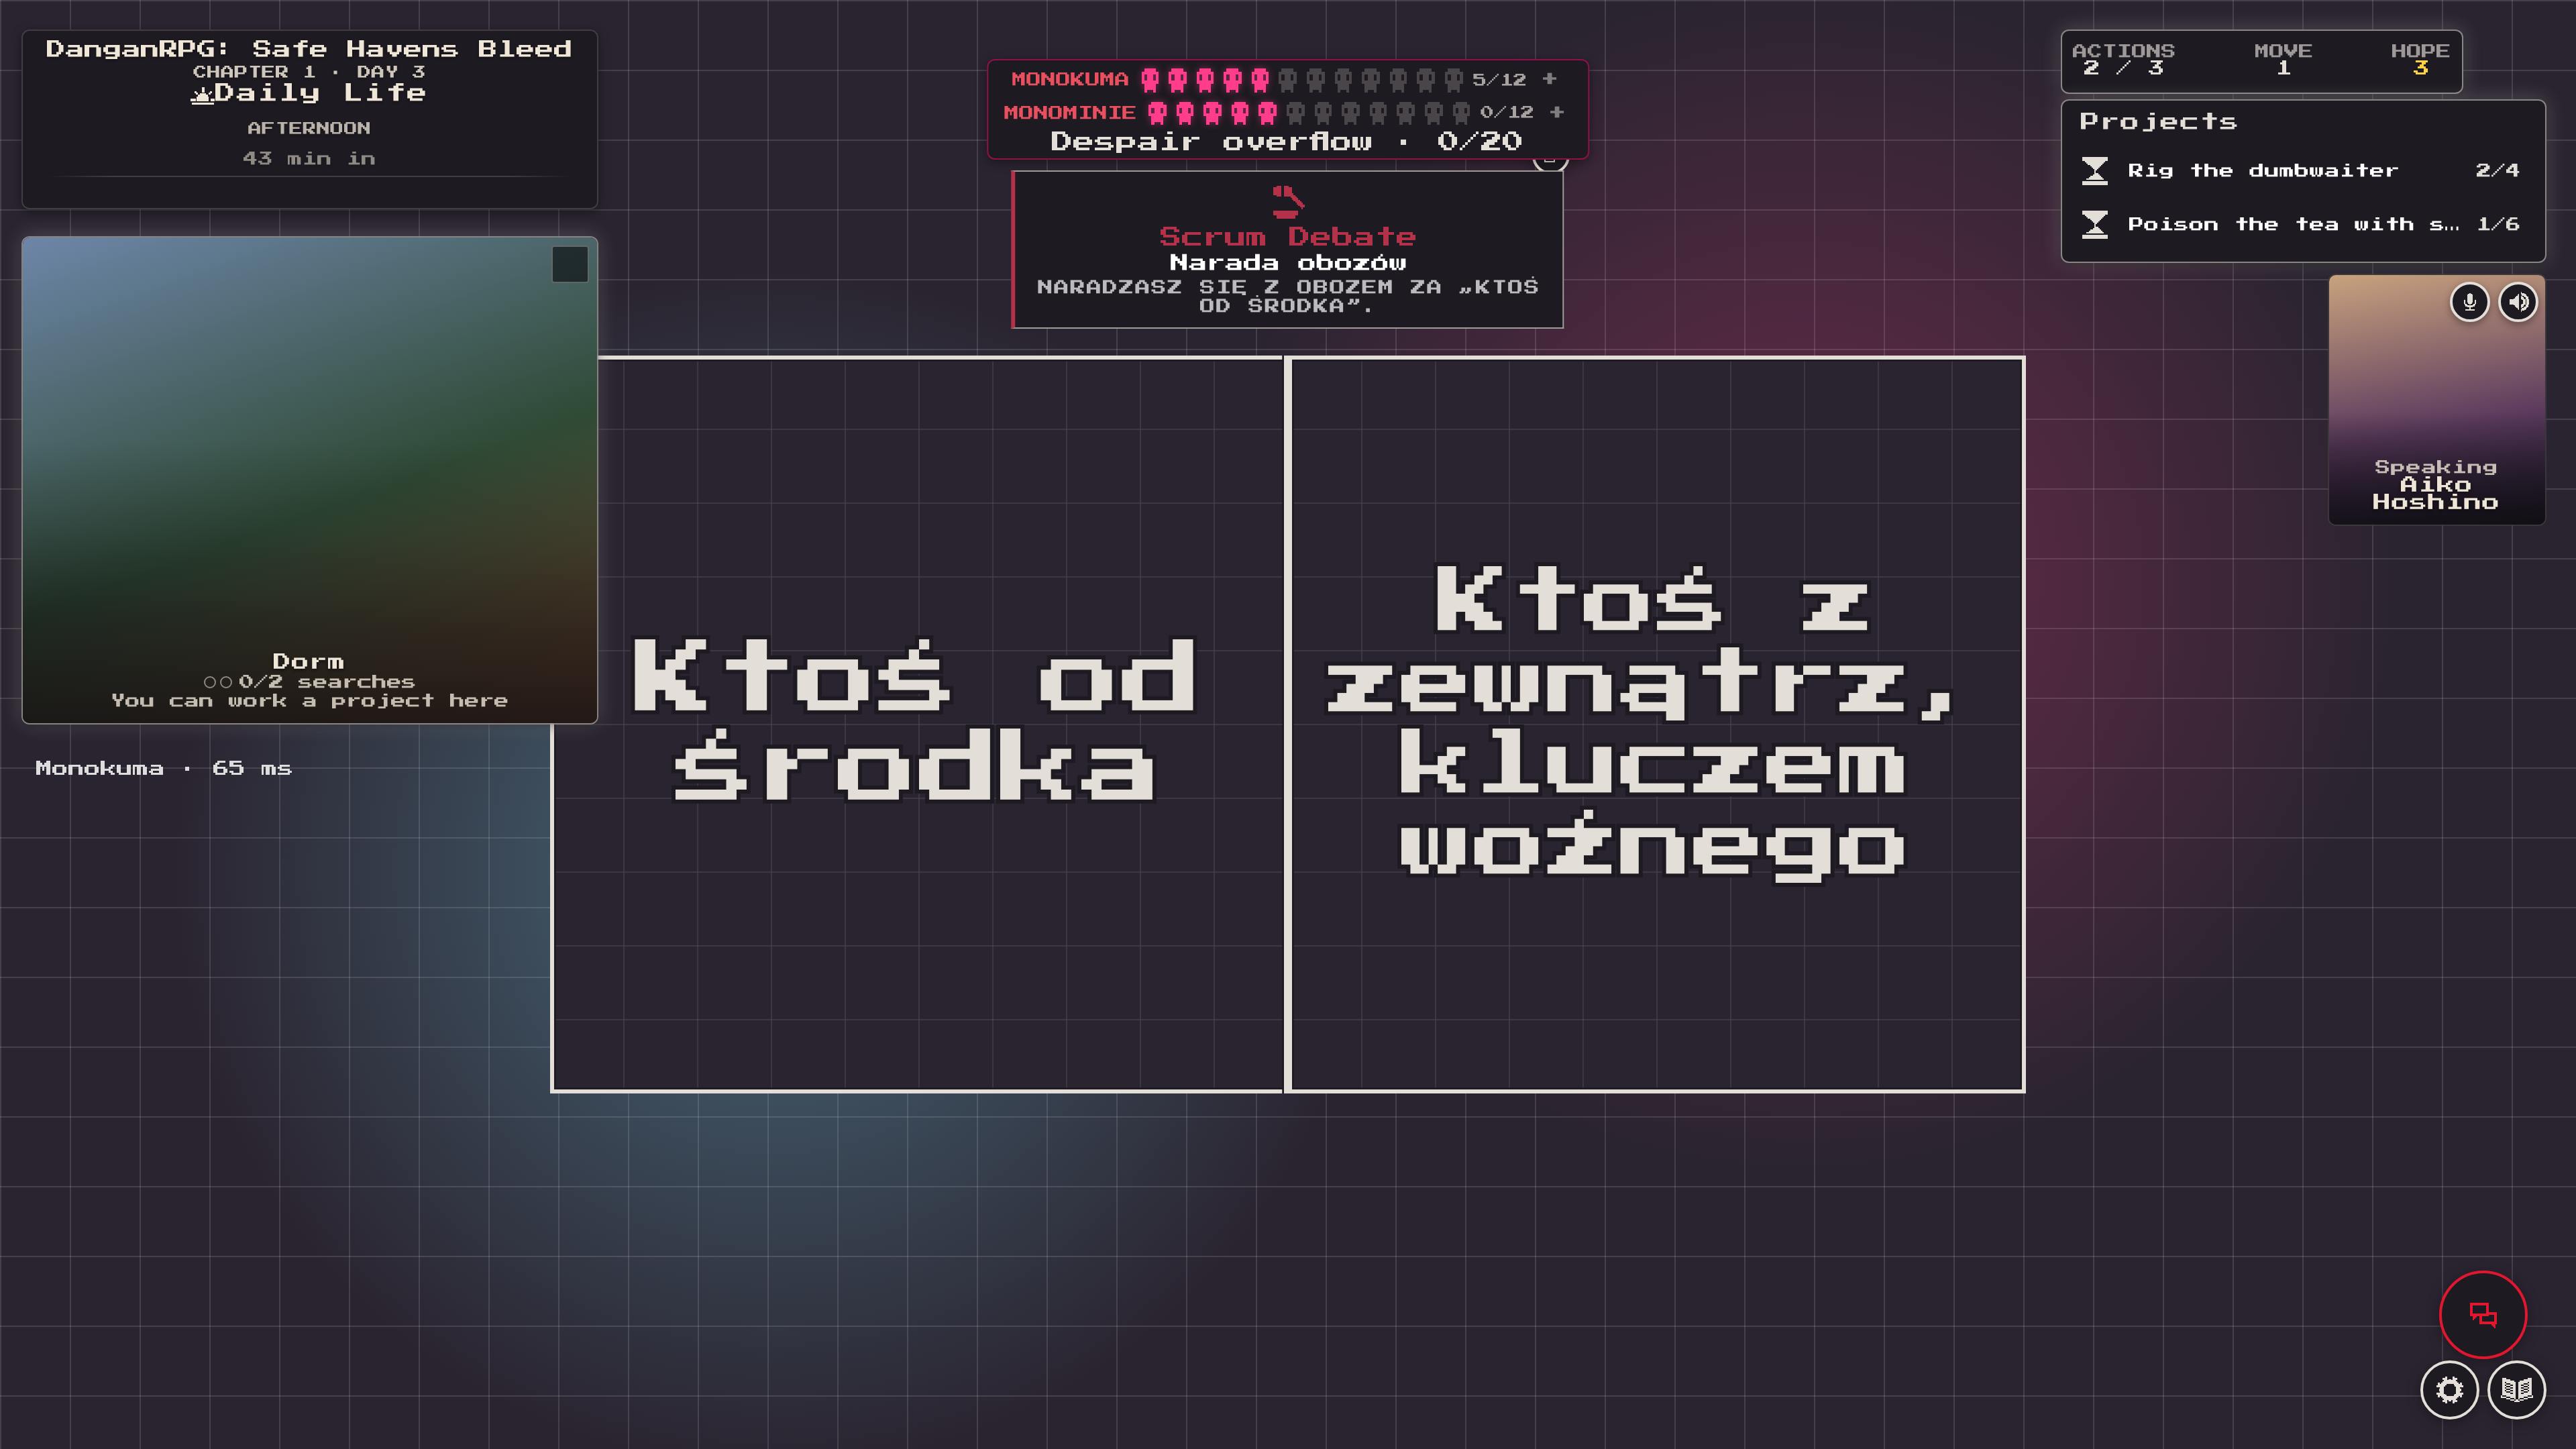 DanganRPG: Safe Havens Bleed
CHAPTER 1 · DAY 3
Daily Life
AFTERNOON
43 min in
MONOKUMA 5/12 +
MONOMINIE 0/12 +
Despair overflow · 0/20
Scrum Debate
Narada obozów
NARADZASZ SIĘ Z OBOZEM ZA „KTOŚ
OD ŚRODKA”.
ACTIONS MOVE HOPE
2 / 3 1 3
Projects
Rig the dumbwaiter 2/4
Poison the tea with s… 1/6
Speaking
Aiko
Hoshino
Dorm
0/2 searches
You can work a project here
Monokuma · 65 ms
Ktoś od
środka
Ktoś z
zewnątrz,
kluczem
woźnego